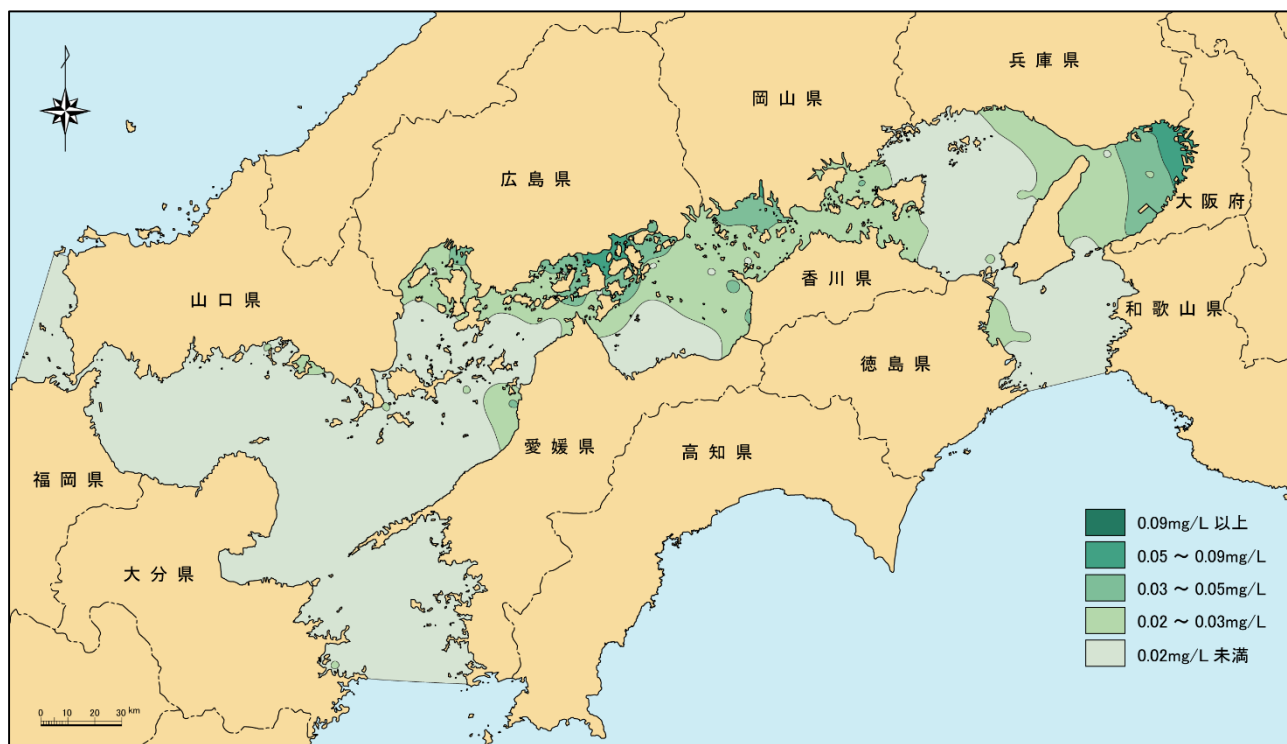 兵庫県
岡山県
広島県
大阪府
香川県
山口県
和歌山県
徳島県
愛媛県
高知県
福岡県
大分県
0.09mg/L 以上
0.05 ～ 0.09mg/L
0.03 ～ 0.05mg/L
0.02 ～ 0.03mg/L
0.02mg/L 未満
0 10 20 30 km